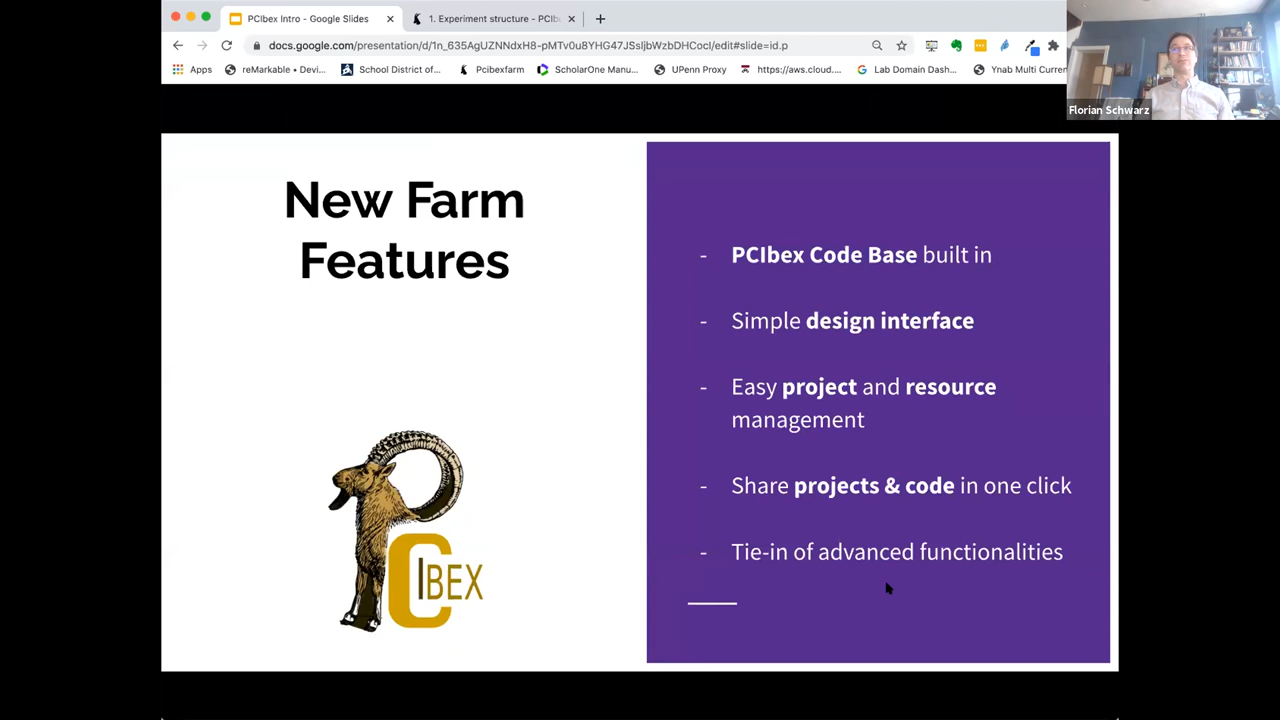 PCIbex Intro - Google Slides
1. Experiment structure - PCIb
docs.google.com/presentation/d/1n_635AgUZNNdxH8-pMTv0u8YHG47JSsljbWzbDHCocI/edit#slide=id.p
Apps
reMarkable • Devi...
School District of...
Pcibexfarm
ScholarOne Manu...
UPenn Proxy
https://aws.cloud....
Lab Domain Dash...
Ynab Multi Curren
Florian Schwarz
New Farm
Features
- PCIbex Code Base built in
- Simple design interface
- Easy project and resource
management
- Share projects & code in one click
- Tie-in of advanced functionalities
PCIBEX